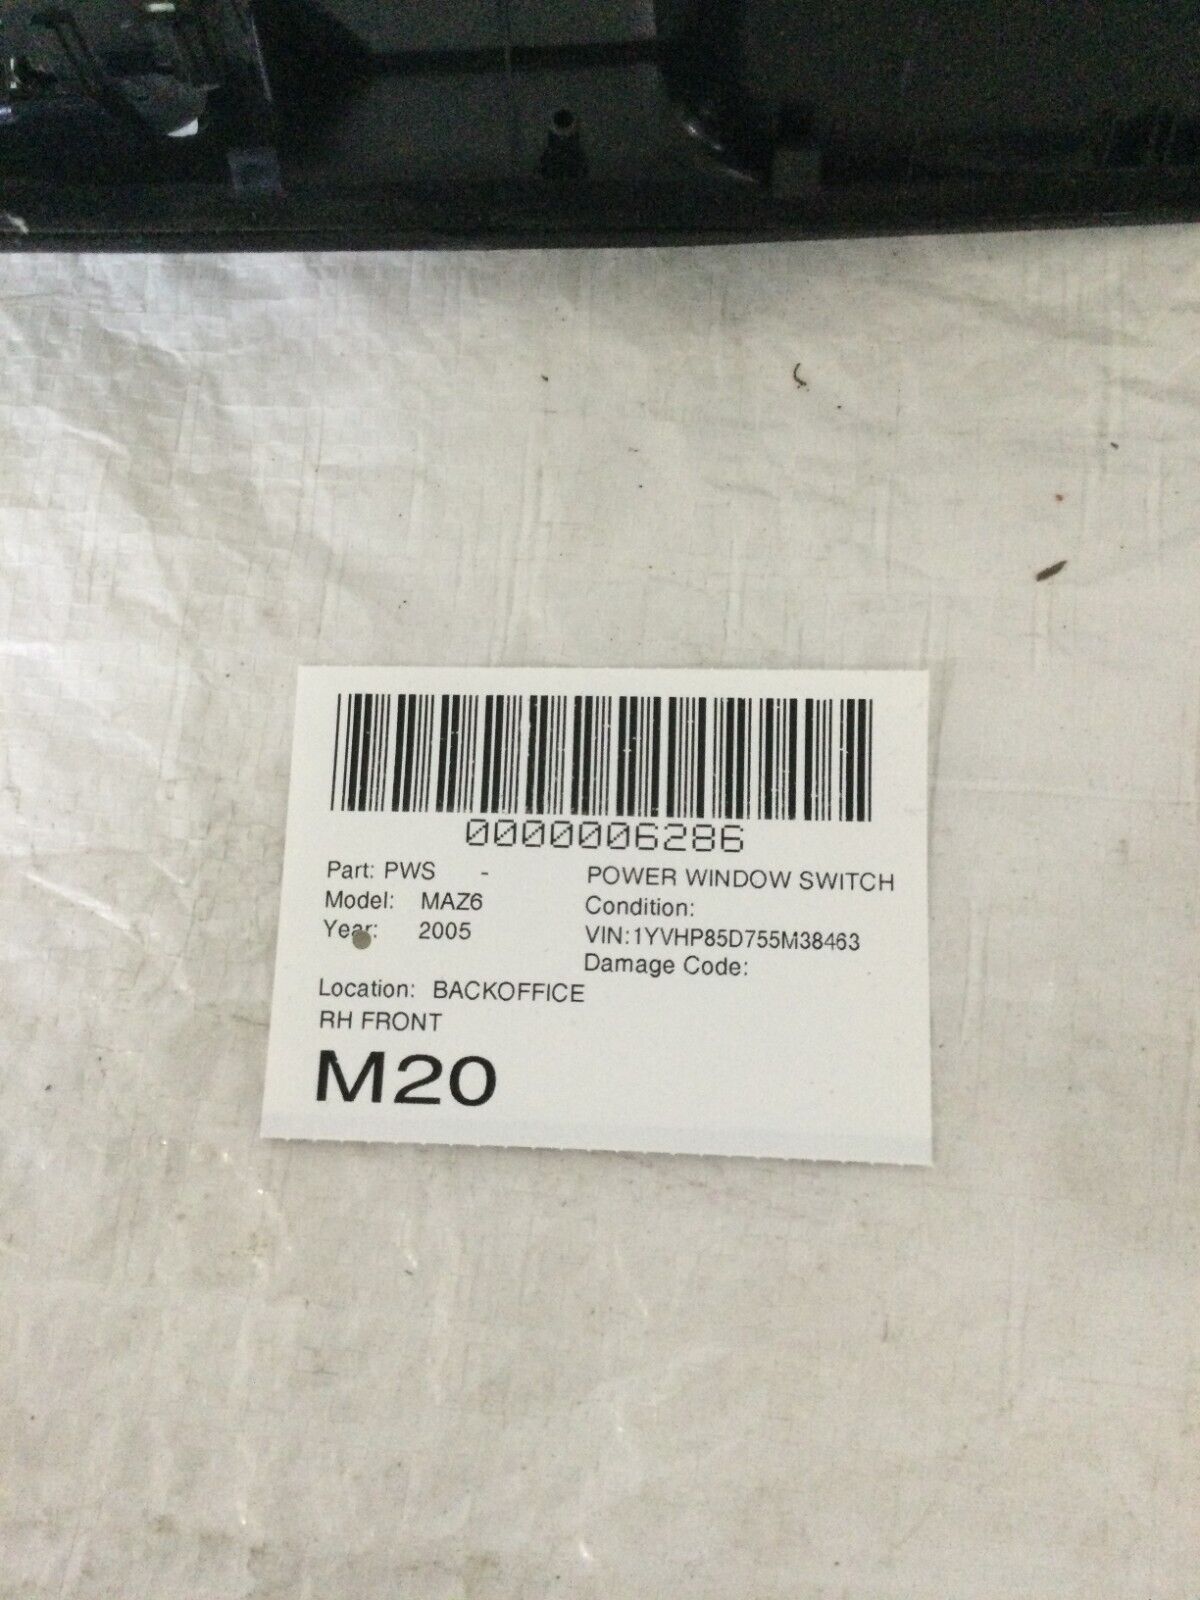 0000006286
Part: PWS - POWER WINDOW SWITCH
Model: MAZ6 Condition:
Year: 2005 VIN:1YVHP85D755M38463
Damage Code:
Location: BACKOFFICE
RH FRONT
M20